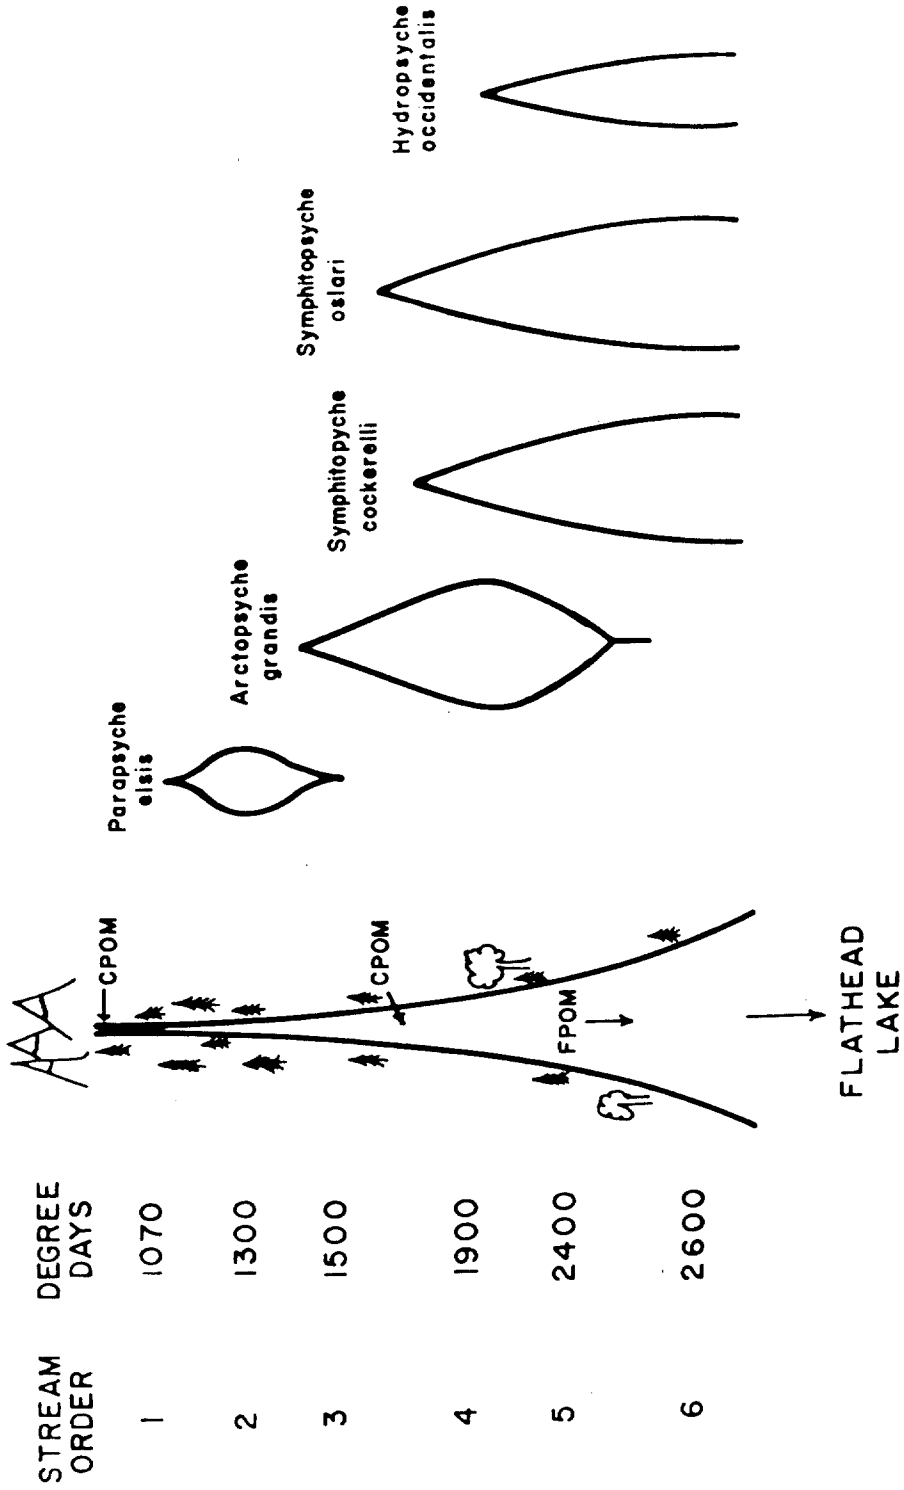 STREAM
ORDER
DEGREE
DAYS
1
1070
2
1300
3
1500
4
1900
5
2400
6
2600
CPOM
CPOM
FPOM
FLATHEAD
LAKE
Parapsyche
elsis
Arctopsyche
grandis
Symphitopyche
cockerelli
Symphitopsyche
oslari
Hydropsyche
occidentalis